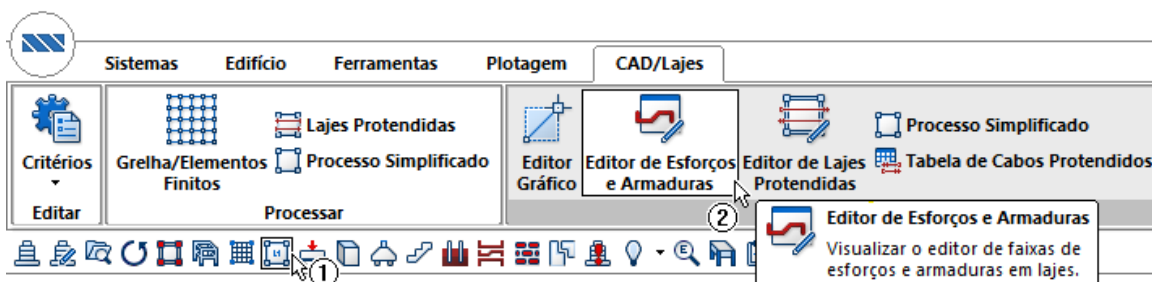 Sistemas Edifício Ferramentas Plotagem CAD/Lajes
Critérios
Editar
Grelha/Elementos
Finitos
Lajes Protendidas
Processo Simplificado
Processar
Editor
Gráfico
Editor de Esforços
e Armaduras
Editor de Lajes
Protendidas
Processo Simplificado
Tabela de Cabos Protendidos
2
Editor de Esforços e Armaduras
Visualizar o editor de faixas de
esforços e armaduras em lajes.
L1
1
E